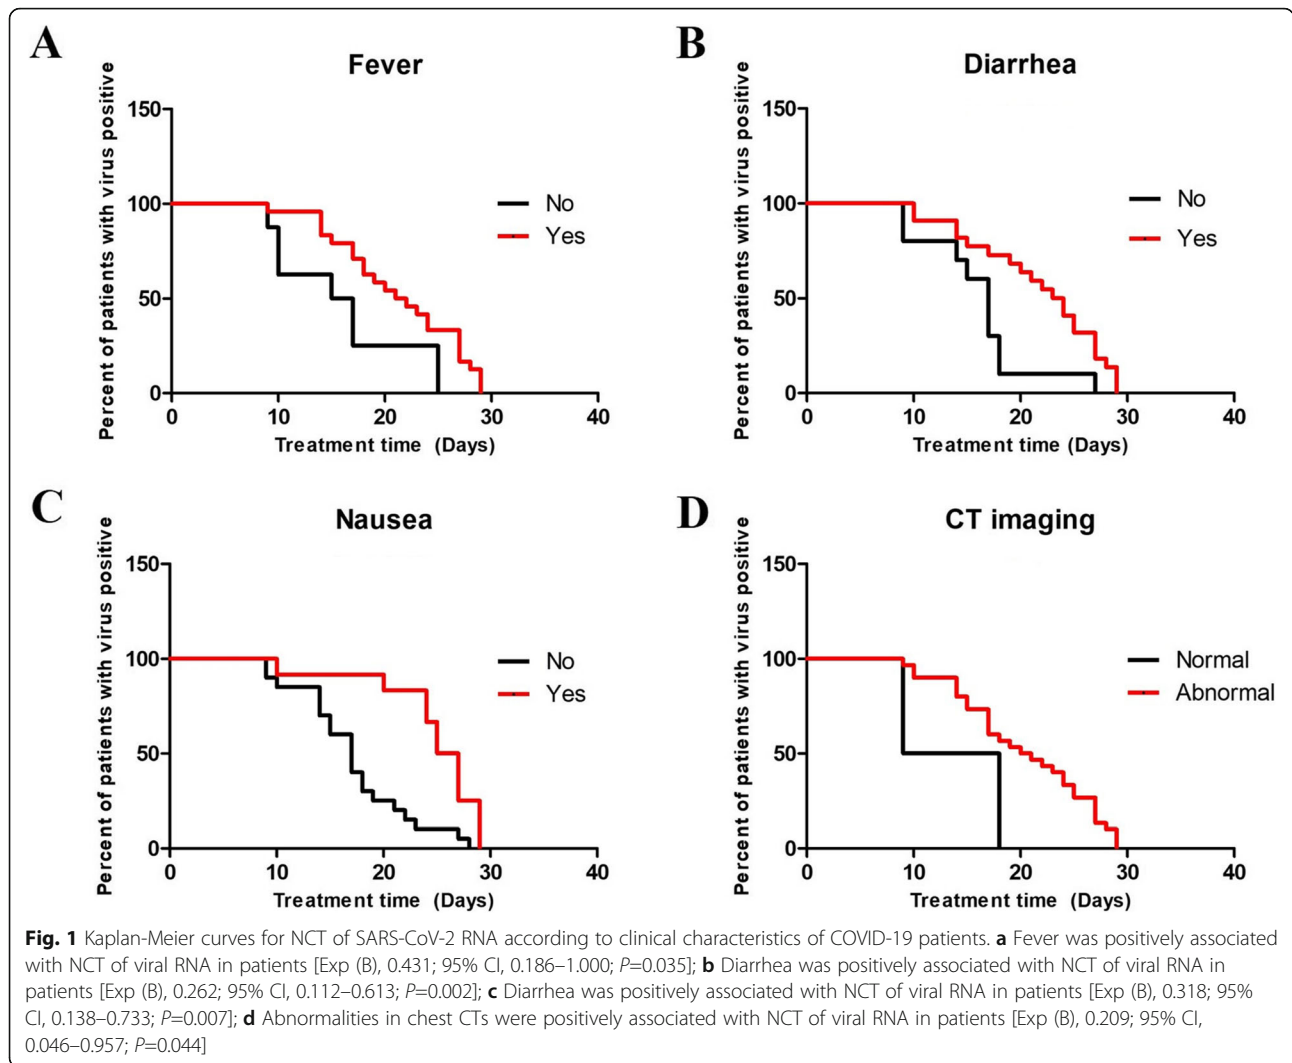 A
Fever
Percent of patients with virus positive
150
100
50
0
No
Yes
0 10 20 30 40
Treatment time (Days)
B
Diarrhea
Percent of patients with virus positive
150
100
50
0
No
Yes
0 10 20 30 40
Treatment time (Days)
C
Nausea
Percent of patients with virus positive
150
100
50
0
No
Yes
0 10 20 30 40
Treatment time (Days)
D
CT imaging
Percent of patients with virus positive
150
100
50
0
Normal
Abnormal
0 10 20 30 40
Treatment time (Days)
Fig. 1 Kaplan-Meier curves for NCT of SARS-CoV-2 RNA according to clinical characteristics of COVID-19 patients. a Fever was positively associated
with NCT of viral RNA in patients [Exp (B), 0.431; 95% CI, 0.186–1.000; P=0.035]; b Diarrhea was positively associated with NCT of viral RNA in
patients [Exp (B), 0.262; 95% CI, 0.112–0.613; P=0.002]; c Diarrhea was positively associated with NCT of viral RNA in patients [Exp (B), 0.318; 95%
CI, 0.138–0.733; P=0.007]; d Abnormalities in chest CTs were positively associated with NCT of viral RNA in patients [Exp (B), 0.209; 95% CI,
0.046–0.957; P=0.044]